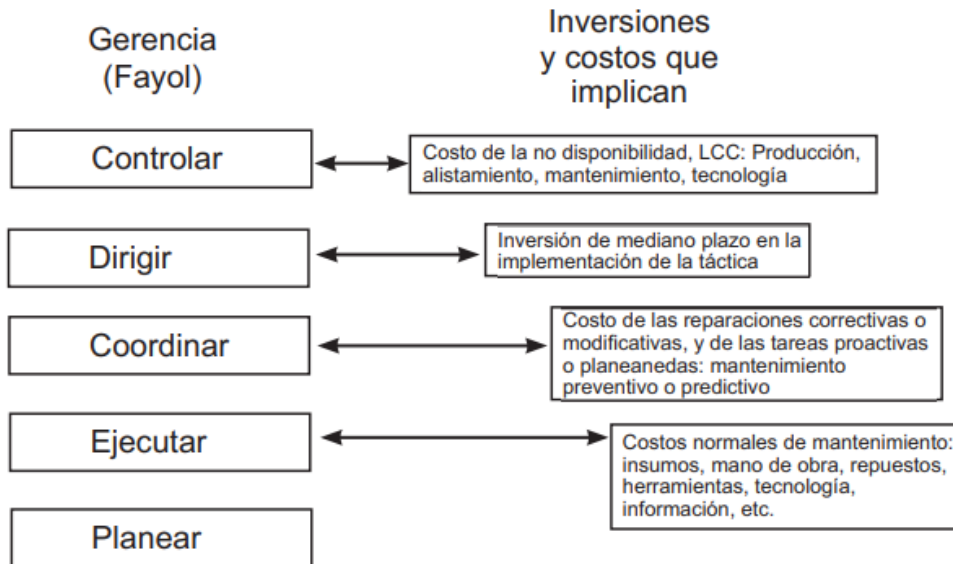 Gerencia
(Fayol)
Inversiones
y costos que
implican
Controlar
Costo de la no disponibilidad, LCC: Producción,
alistamiento, mantenimiento, tecnología
Dirigir
Inversión de mediano plazo en la
implementación de la táctica
Coordinar
Costo de las reparaciones correctivas o
modificativas, y de las tareas proactivas
o planeanedas: mantenimiento
preventivo o predictivo
Ejecutar
Costos normales de mantenimiento:
insumos, mano de obra, repuestos,
herramientas, tecnología,
información, etc.
Planear